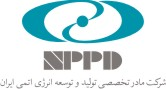 NPPD
شرکت مادر تخصصی تولید و توسعه انرژی اتمی ایران